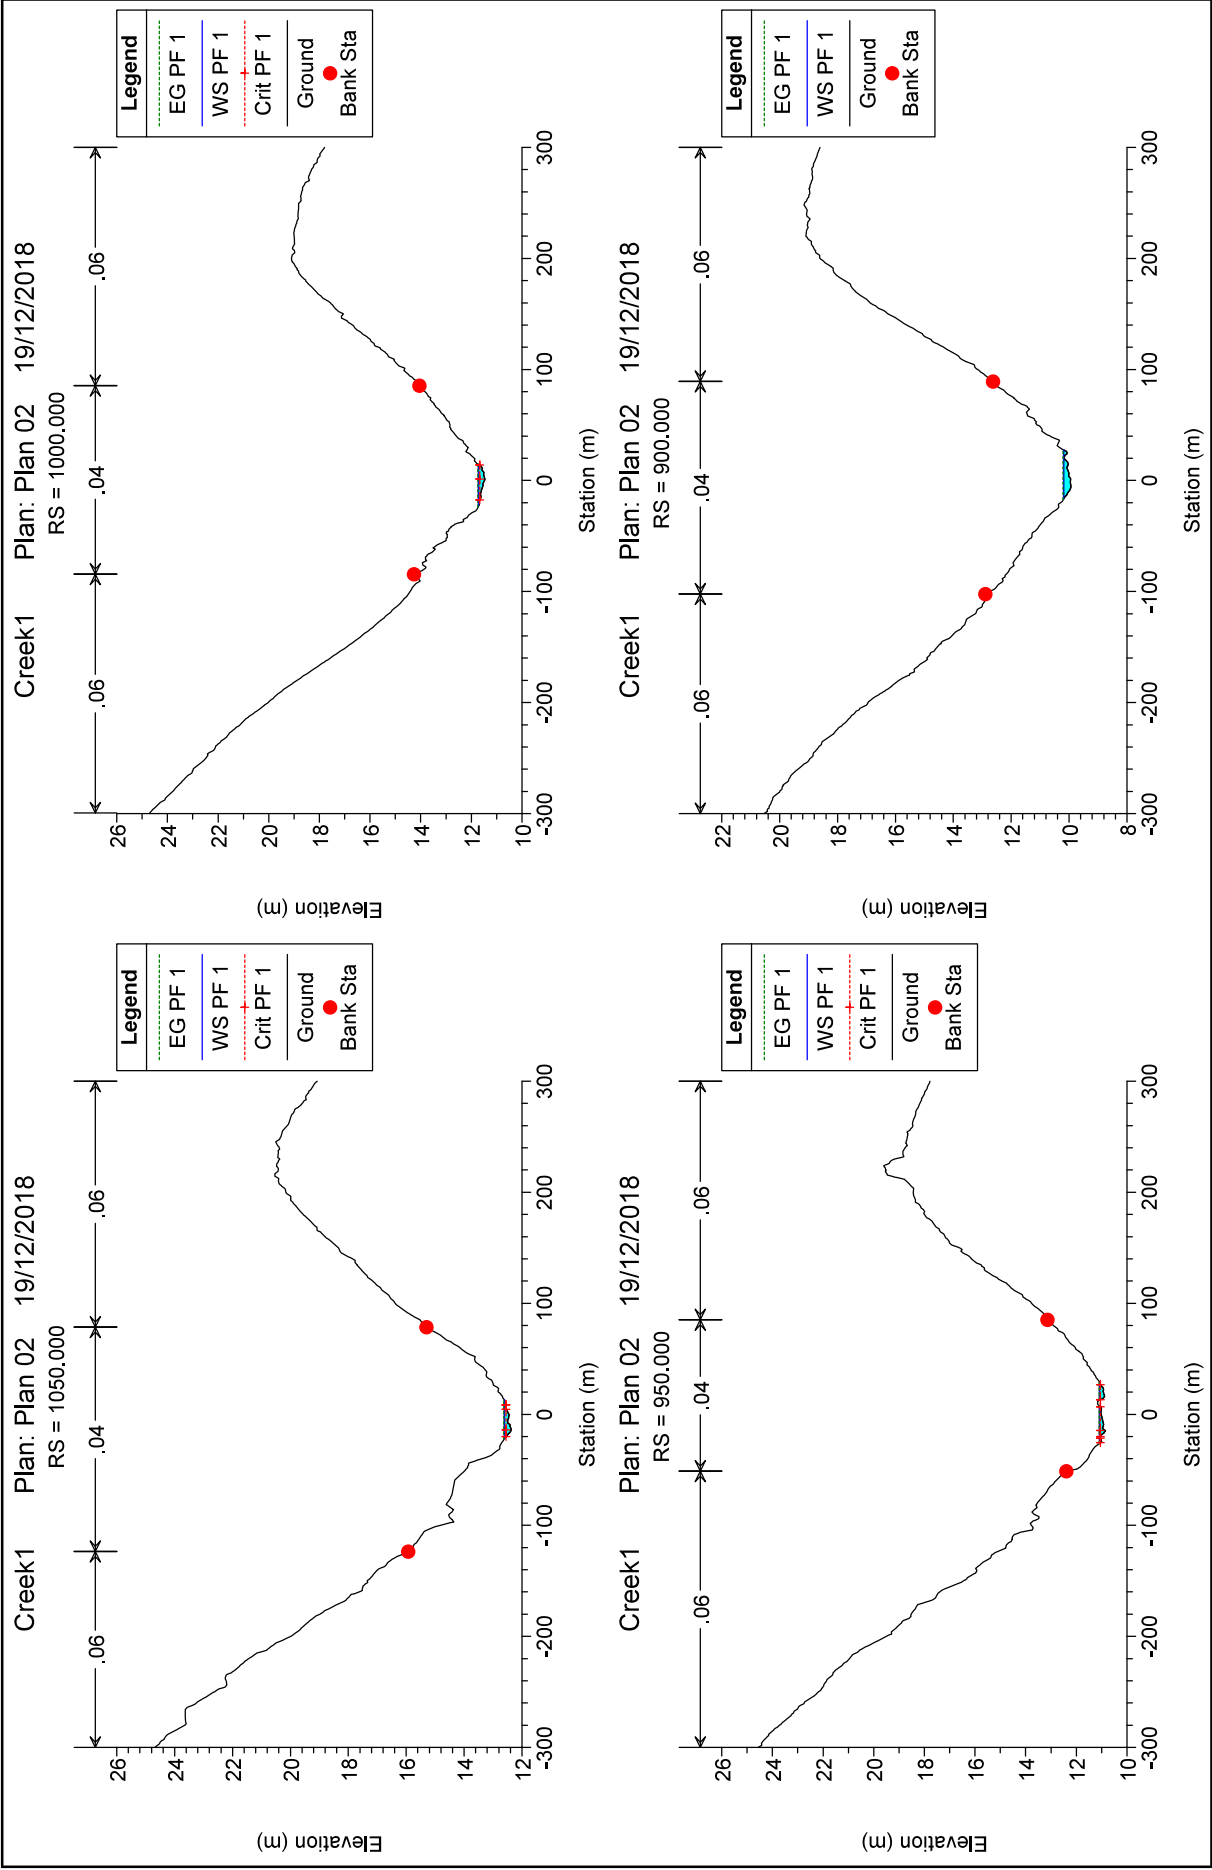 Creek1 Plan: Plan 02 19/12/2018
RS = 1050.000
.06
.04
.06
Legend
EG PF 1
WS PF 1
Crit PF 1
Ground
Bank Sta
26
24
22
20
18
16
14
12
-300
-200
-100
0
100
200
300
Station (m)
Elevation (m)
Creek1 Plan: Plan 02 19/12/2018
RS = 1000.000
.06
.04
.06
Legend
EG PF 1
WS PF 1
Crit PF 1
Ground
Bank Sta
26
24
22
20
18
16
14
12
10
-300
-200
-100
0
100
200
300
Station (m)
Elevation (m)
Creek1 Plan: Plan 02 19/12/2018
RS = 950.000
.06
.04
.06
Legend
EG PF 1
WS PF 1
Crit PF 1
Ground
Bank Sta
26
24
22
20
18
16
14
12
10
-300
-200
-100
0
100
200
300
Station (m)
Elevation (m)
Creek1 Plan: Plan 02 19/12/2018
RS = 900.000
.06
.04
.06
Legend
EG PF 1
WS PF 1
Ground
Bank Sta
22
20
18
16
14
12
10
8
-300
-200
-100
0
100
200
300
Station (m)
Elevation (m)